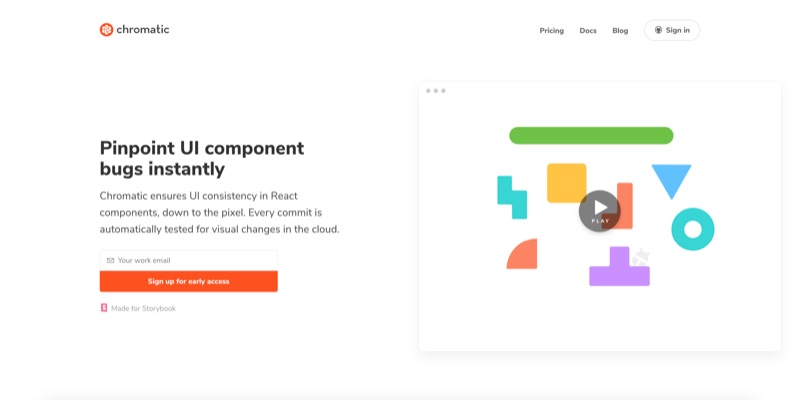 chromatic
Pricing Docs Blog Sign in
Pinpoint UI component
bugs instantly
Chromatic ensures UI consistency in React
components, down to the pixel. Every commit is
automatically tested for visual changes in the cloud.
Your work email
Sign up for early access
Made for Storybook
PLAY